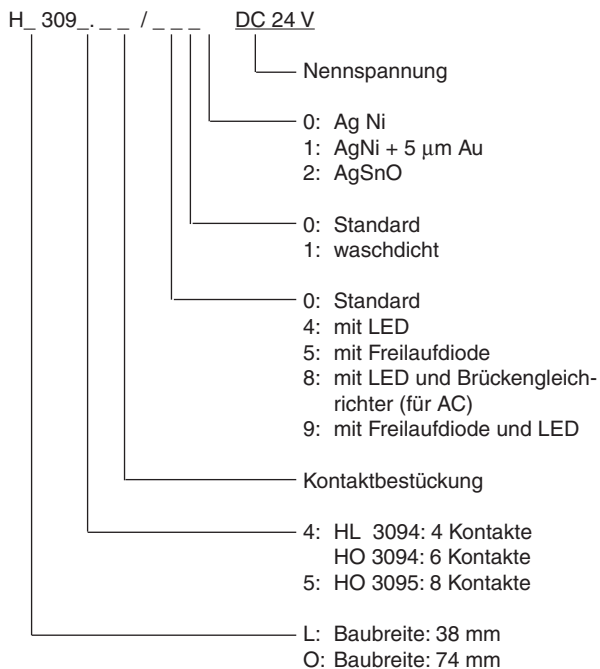 H_ 309_. _ _ / _ _ _ DC 24 V
Nennspannung
0: Ag Ni
1: AgNi + 5 µm Au
2: AgSnO
0: Standard
1: waschdicht
0: Standard
4: mit LED
5: mit Freilaufdiode
8: mit LED und Brückengleich-
richter (für AC)
9: mit Freilaufdiode und LED
Kontaktbestückung
4: HL 3094: 4 Kontakte
HO 3094: 6 Kontakte
5: HO 3095: 8 Kontakte
L: Baubreite: 38 mm
O: Baubreite: 74 mm